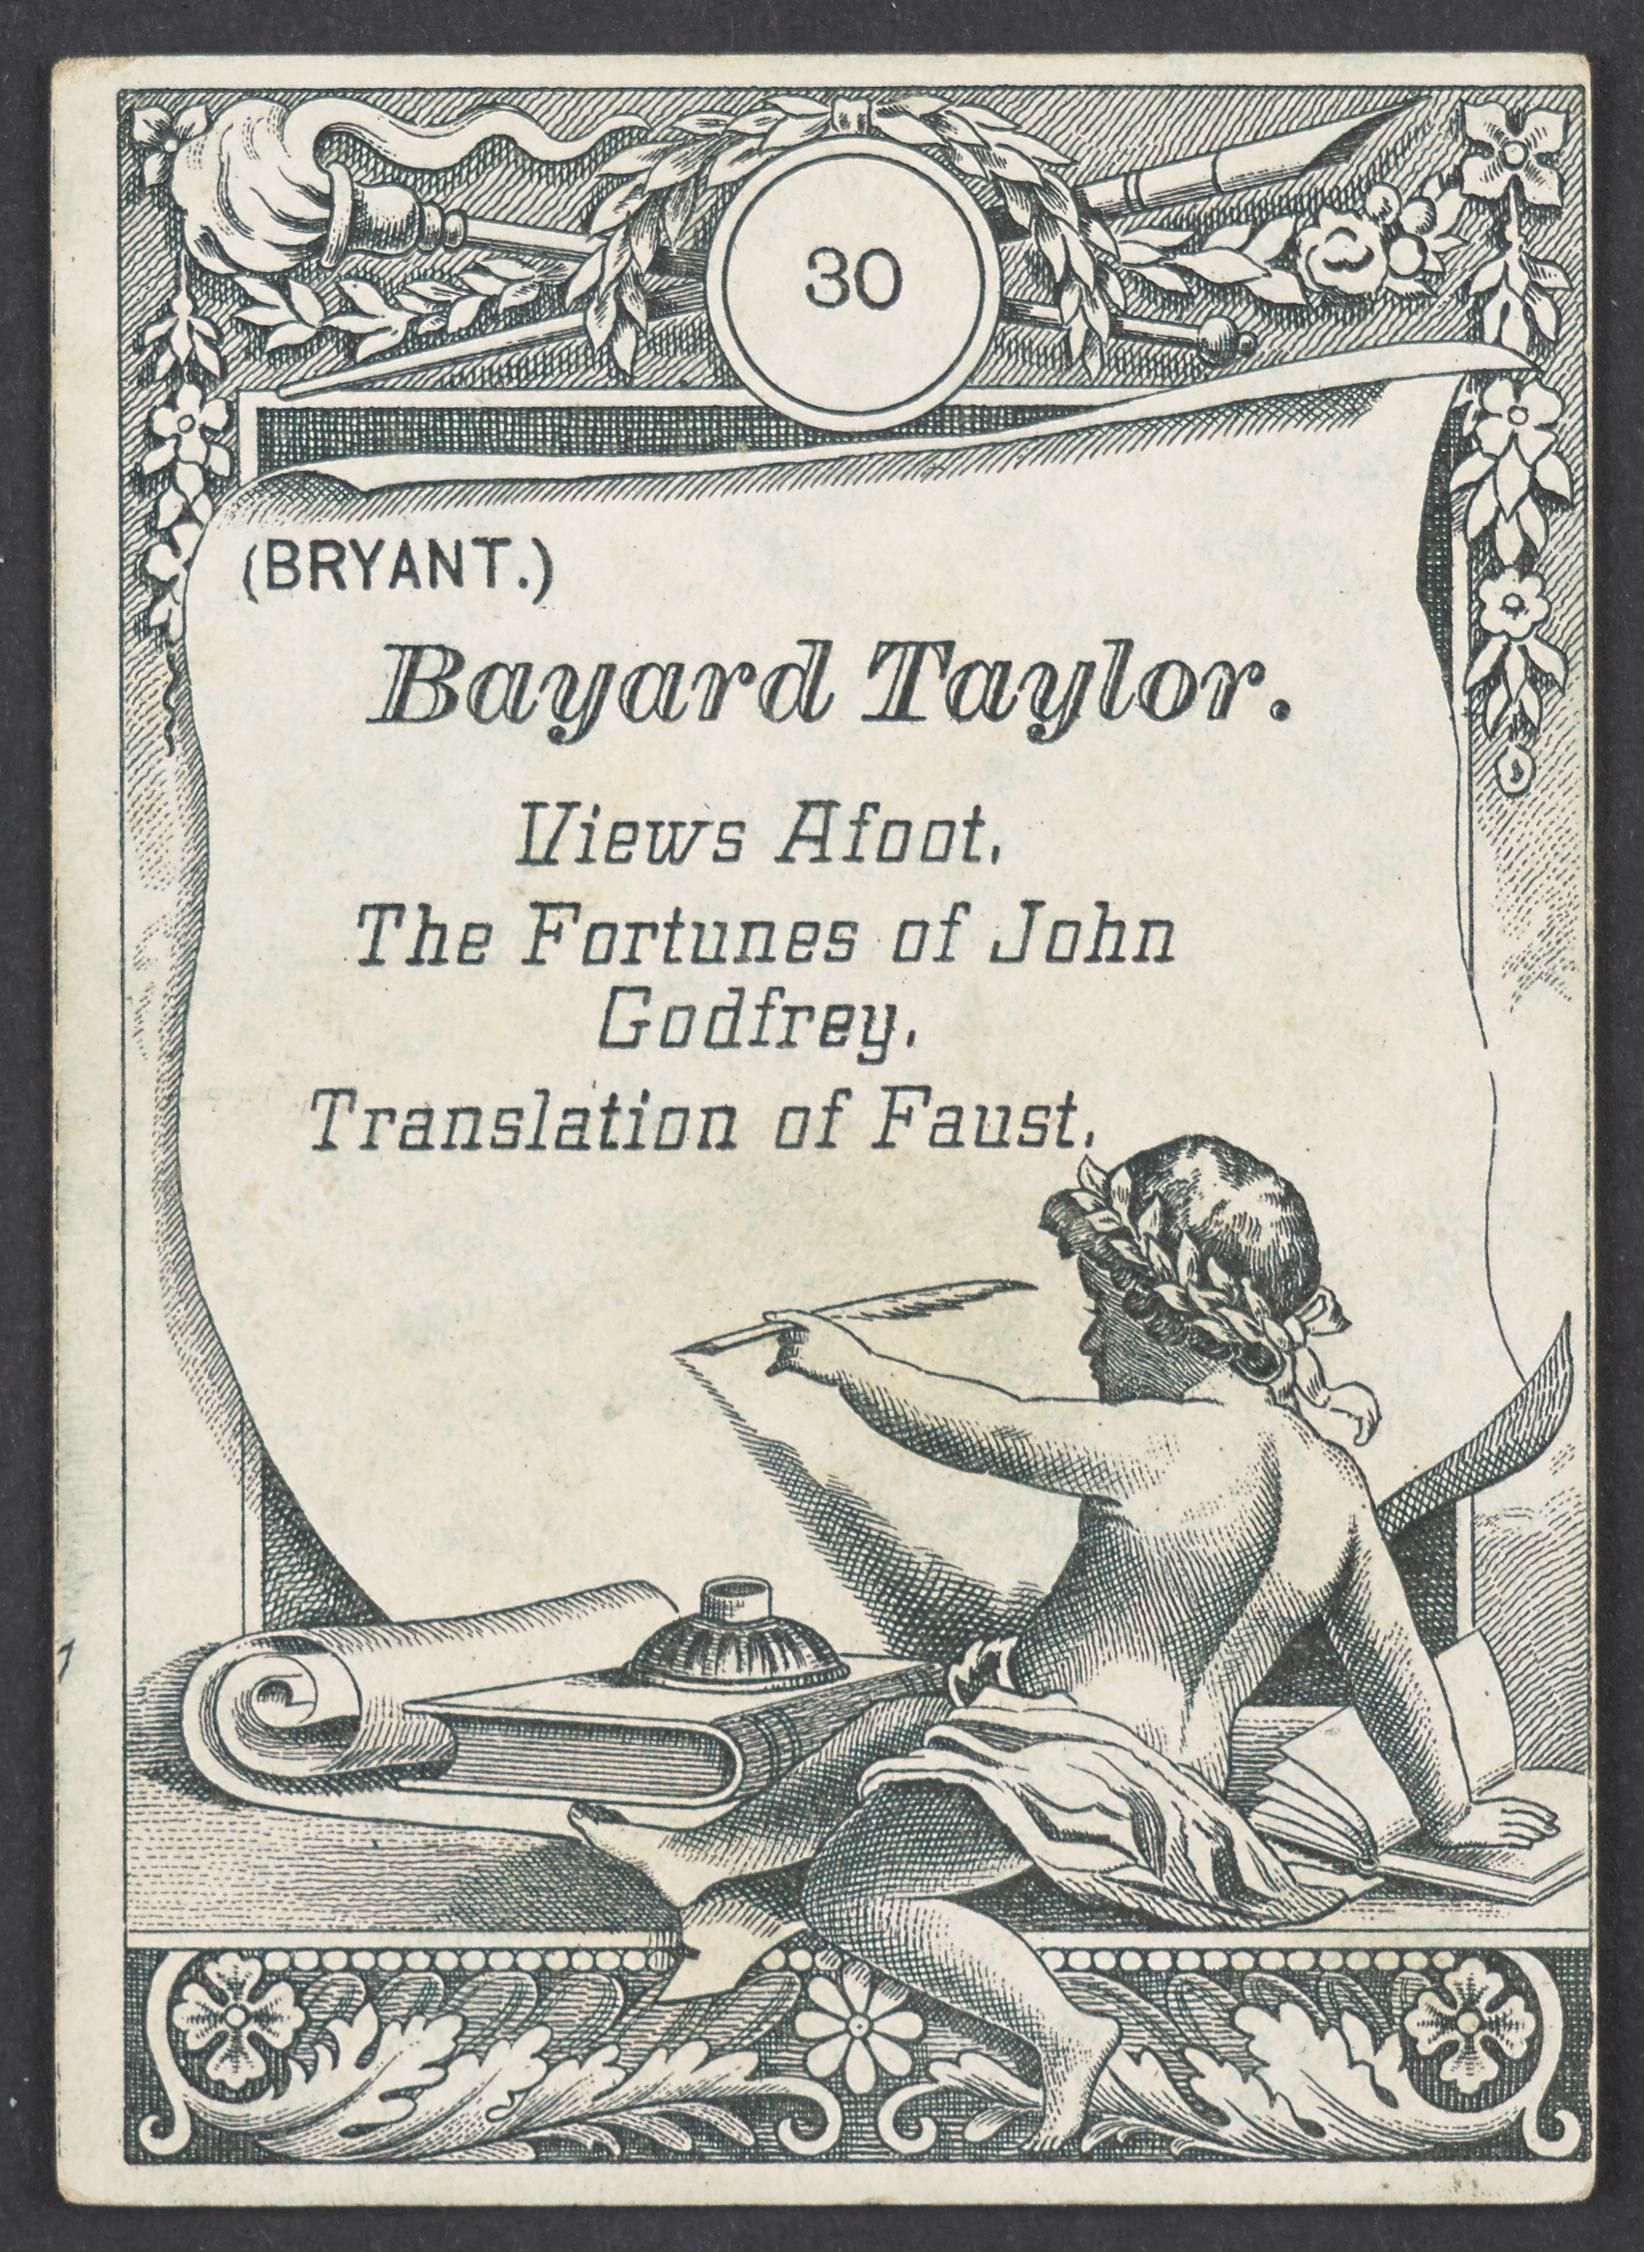 30
(BRYANT.)
Bayard Taylor.
Views Afoot.
The Fortunes of John
Godfrey.
Translation of Faust.